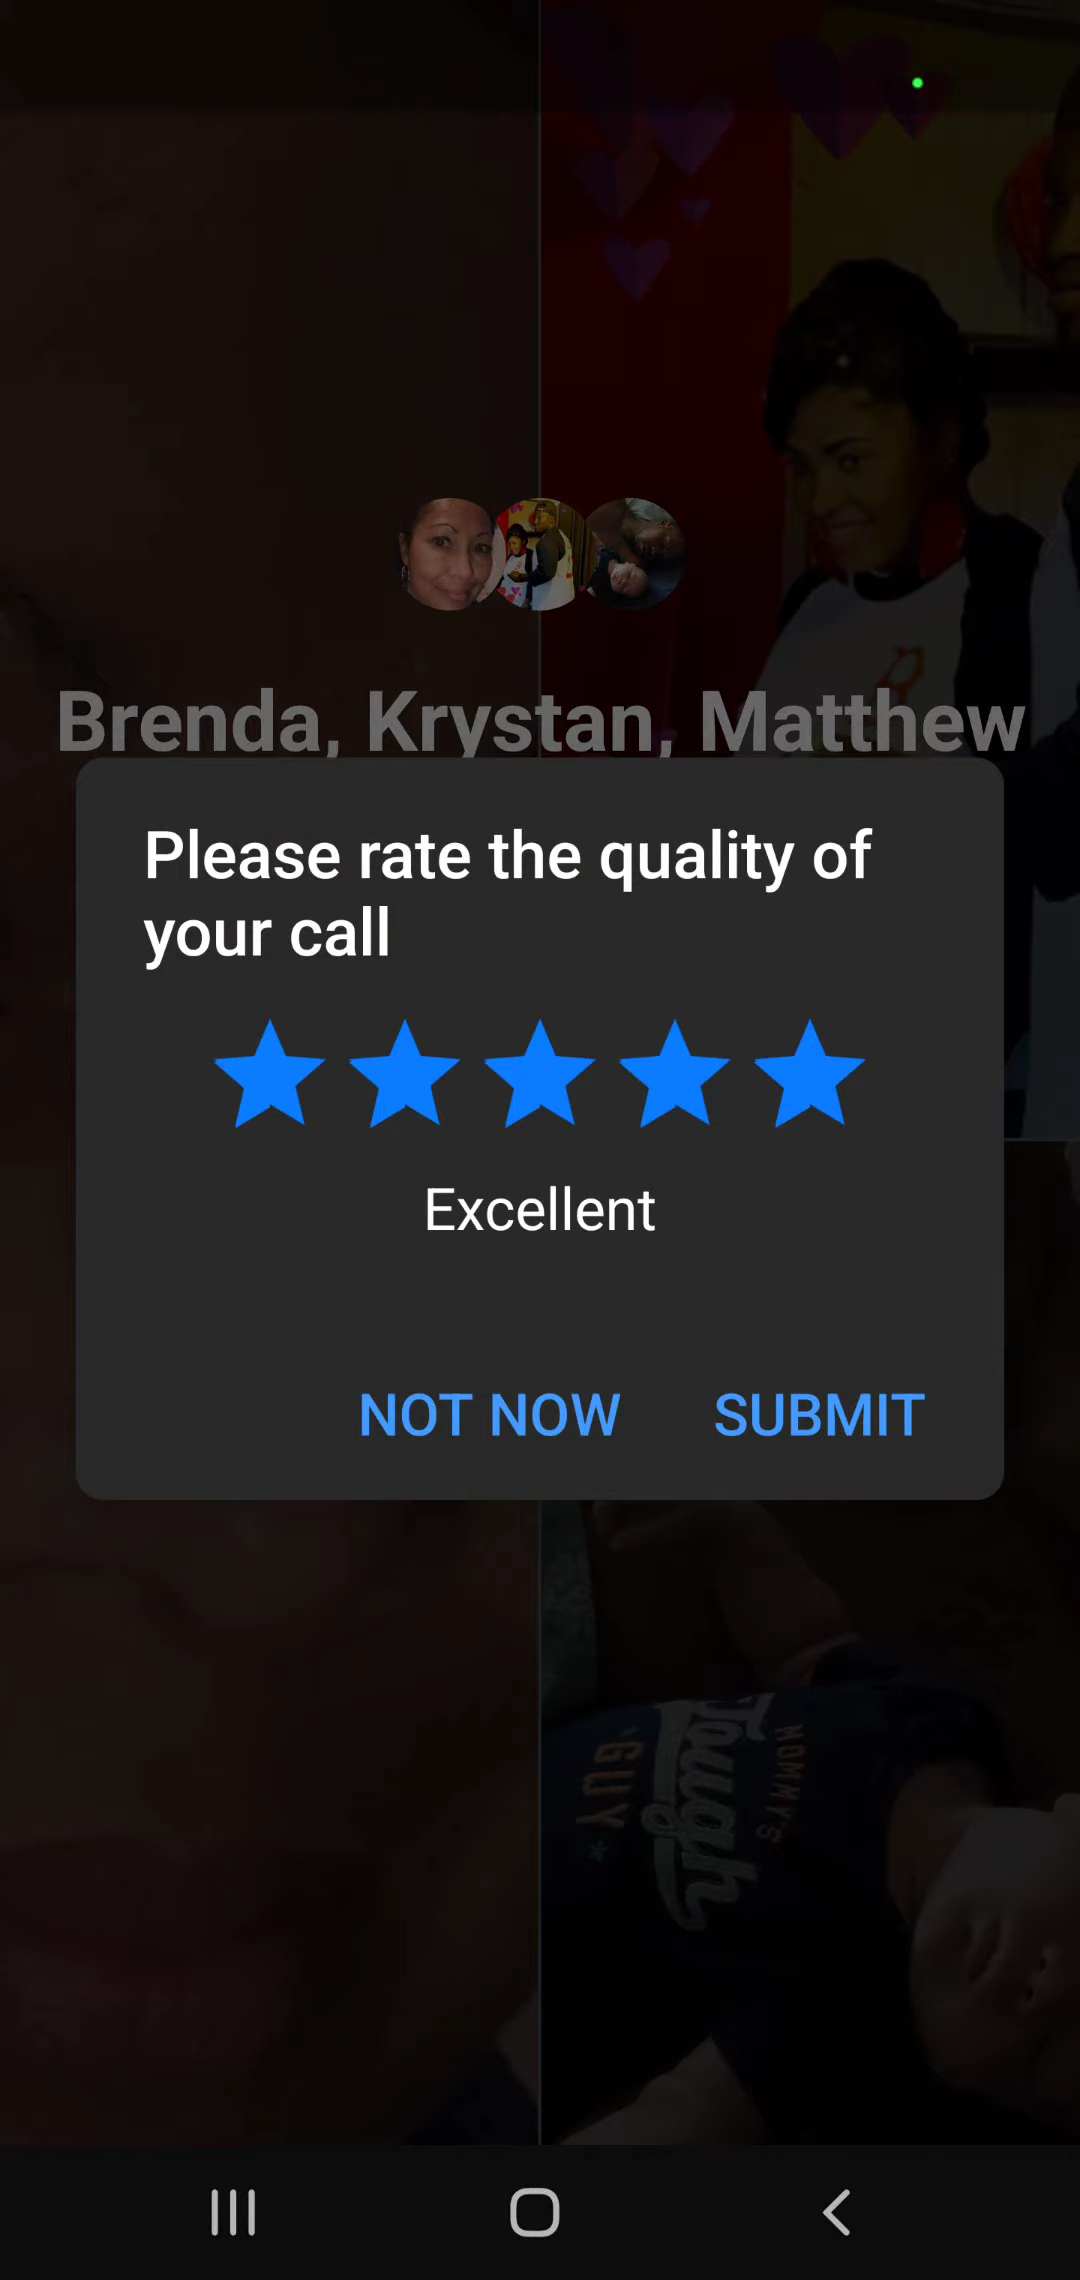 Brenda, Krystan, Matthew
Please rate the quality of
your call
Excellent
NOT NOW SUBMIT
MOMMY'S
Tough
GUY